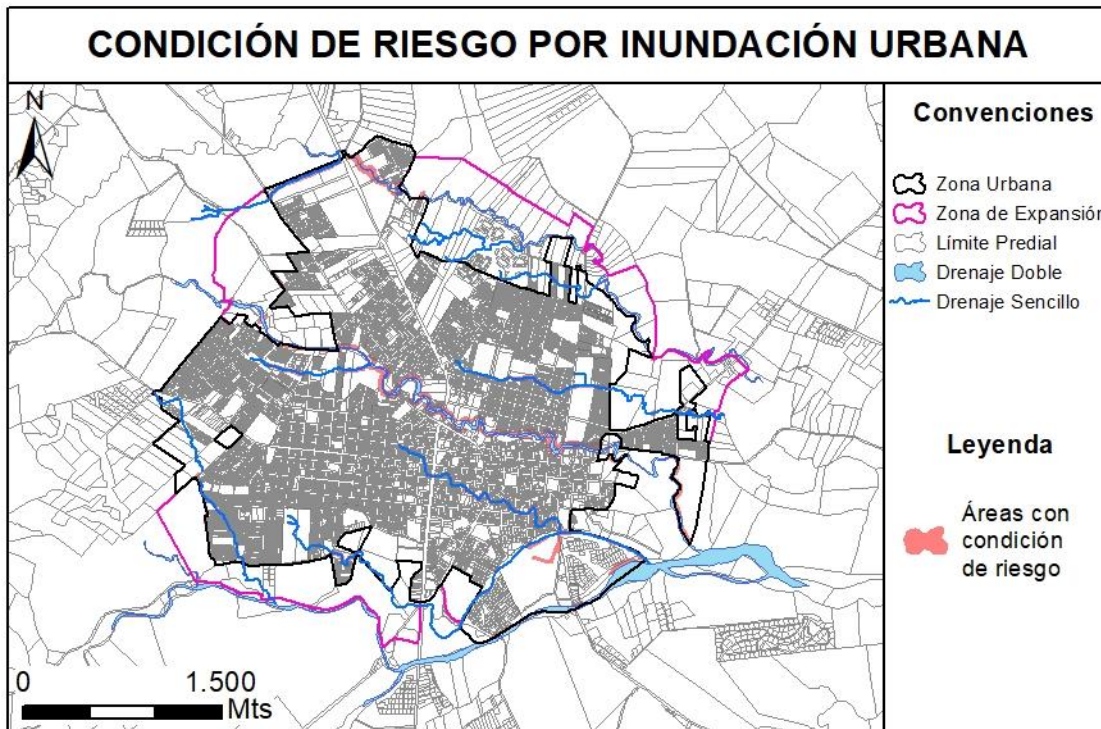 CONDICIÓN DE RIESGO POR INUNDACIÓN URBANA
N
0 1.500
Mts
Convenciones
Zona Urbana
Zona de Expansión
Límite Predial
Drenaje Doble
Drenaje Sencillo
Leyenda
Áreas con
condición
de riesgo